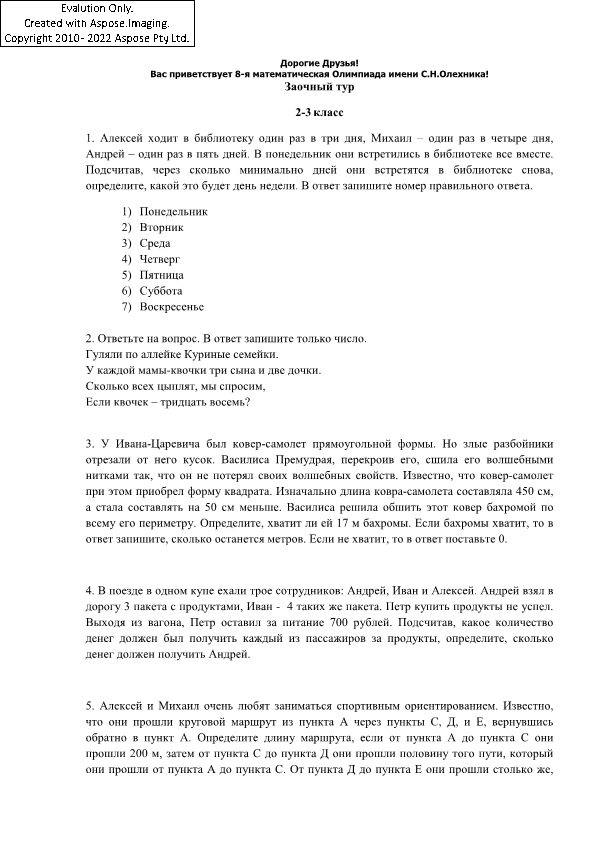 Evalution Only.
Created with Aspose.Imaging.
Copyright 2010- 2022 Aspose Pty Ltd.
Дорогие Друзья!
Вас приветствует 8-я математическая Олимпиада имени С.Н.Олехника!
Заочный тур
2-3 класс
1. Алексей ходит в библиотеку один раз в три дня, Михаил – один раз в четыре дня,
Андрей – один раз в пять дней. В понедельник они встретились в библиотеке все вместе.
Подсчитав, через сколько минимально дней они встретятся в библиотеке снова,
определите, какой это будет день недели. В ответ запишите номер правильного ответа.
1) Понедельник
2) Вторник
3) Среда
4) Четверг
5) Пятница
6) Суббота
7) Воскресенье
2. Ответьте на вопрос. В ответ запишите только число.
Гуляли по аллейке Куриные семейки.
У каждой мамы-квочки три сына и две дочки.
Сколько всех цыплят, мы спросим,
Если квочек – тридцать восемь?
3. У Ивана-Царевича был ковер-самолет прямоугольной формы. Но злые разбойники
отрезали от него кусок. Василиса Премудрая, перекроив его, сшила его волшебными
нитками так, что он не потерял своих волшебных свойств. Известно, что ковер-самолет
при этом приобрел форму квадрата. Изначально длина ковра-самолета составляла 450 см,
а стала составлять на 50 см меньше. Василиса решила обшить этот ковер бахромой по
всему его периметру. Определите, хватит ли ей 17 м бахромы. Если бахромы хватит, то в
ответ запишите, сколько останется метров. Если не хватит, то в ответ поставьте 0.
4. В поезде в одном купе ехали трое сотрудников: Андрей, Иван и Алексей. Андрей взял в
дорогу 3 пакета с продуктами, Иван - 4 таких же пакета. Петр купить продукты не успел.
Выходя из вагона, Петр оставил за питание 700 рублей. Подсчитав, какое количество
денег должен был получить каждый из пассажиров за продукты, определите, сколько
денег должен получить Андрей.
5. Алексей и Михаил очень любят заниматься спортивным ориентированием. Известно,
что они прошли круговой маршрут из пункта А через пункты С, Д, и Е, вернувшись
обратно в пункт А. Определите длину маршрута, если от пункта А до пункта С они
прошли 200 м, затем от пункта С до пункта Д они прошли половину того пути, который
они прошли от пункта А до пункта С. От пункта Д до пункта Е они прошли столько же,